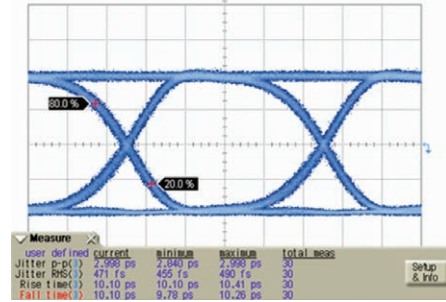 80.0 %
20.0 %
Measure
user defined current minimum maximum total meas
Jitter p-p(3) 2.998 ps 2.840 ps 2.998 ps 30
Jitter RMS(3) 471 fs 455 fs 490 fs 30
Rise time(3) 10.10 ps 10.10 ps 10.41 ps 30
Fall time(3) 10.10 ps 9.78 ps 10.26 ps 30
Setup
& Info